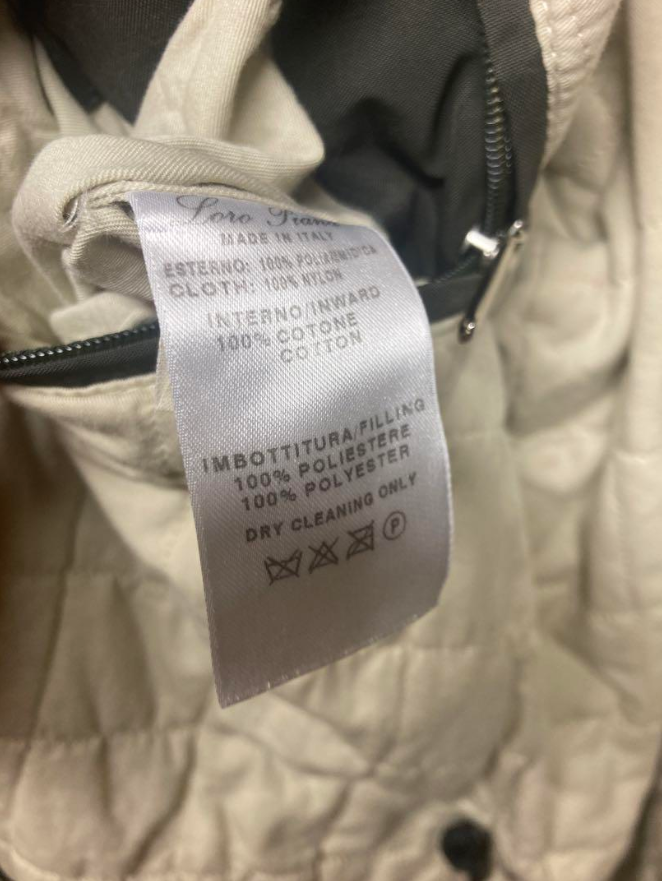 Loro Piana
MADE IN ITALY
ESTERNO: 100% POLIAMMIDICA
CLOTH: 100% NYLON
INTERNO/INWARD
100% COTONE
COTTON
IMBOTTITURA/FILLING
100% POLIESTERE
100% POLYESTER
DRY CLEANING ONLY
P